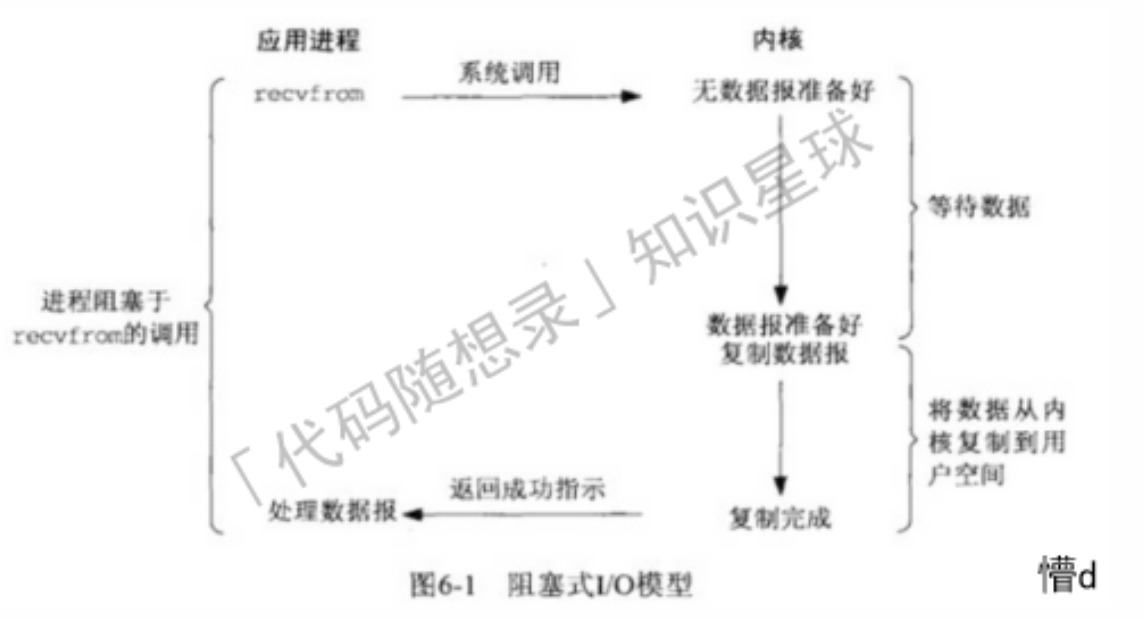 应用进程
内核
系统调用
recvfrom
无数据报准备好
等待数据
进程阻塞于
recvfrom的调用
数据报准备好
复制数据报
将数据从内
核复制到用
户空间
返回成功指示
处理数据报
复制完成
「代码随想录」知识星球
图6-1 阻塞式I/O模型
懵d